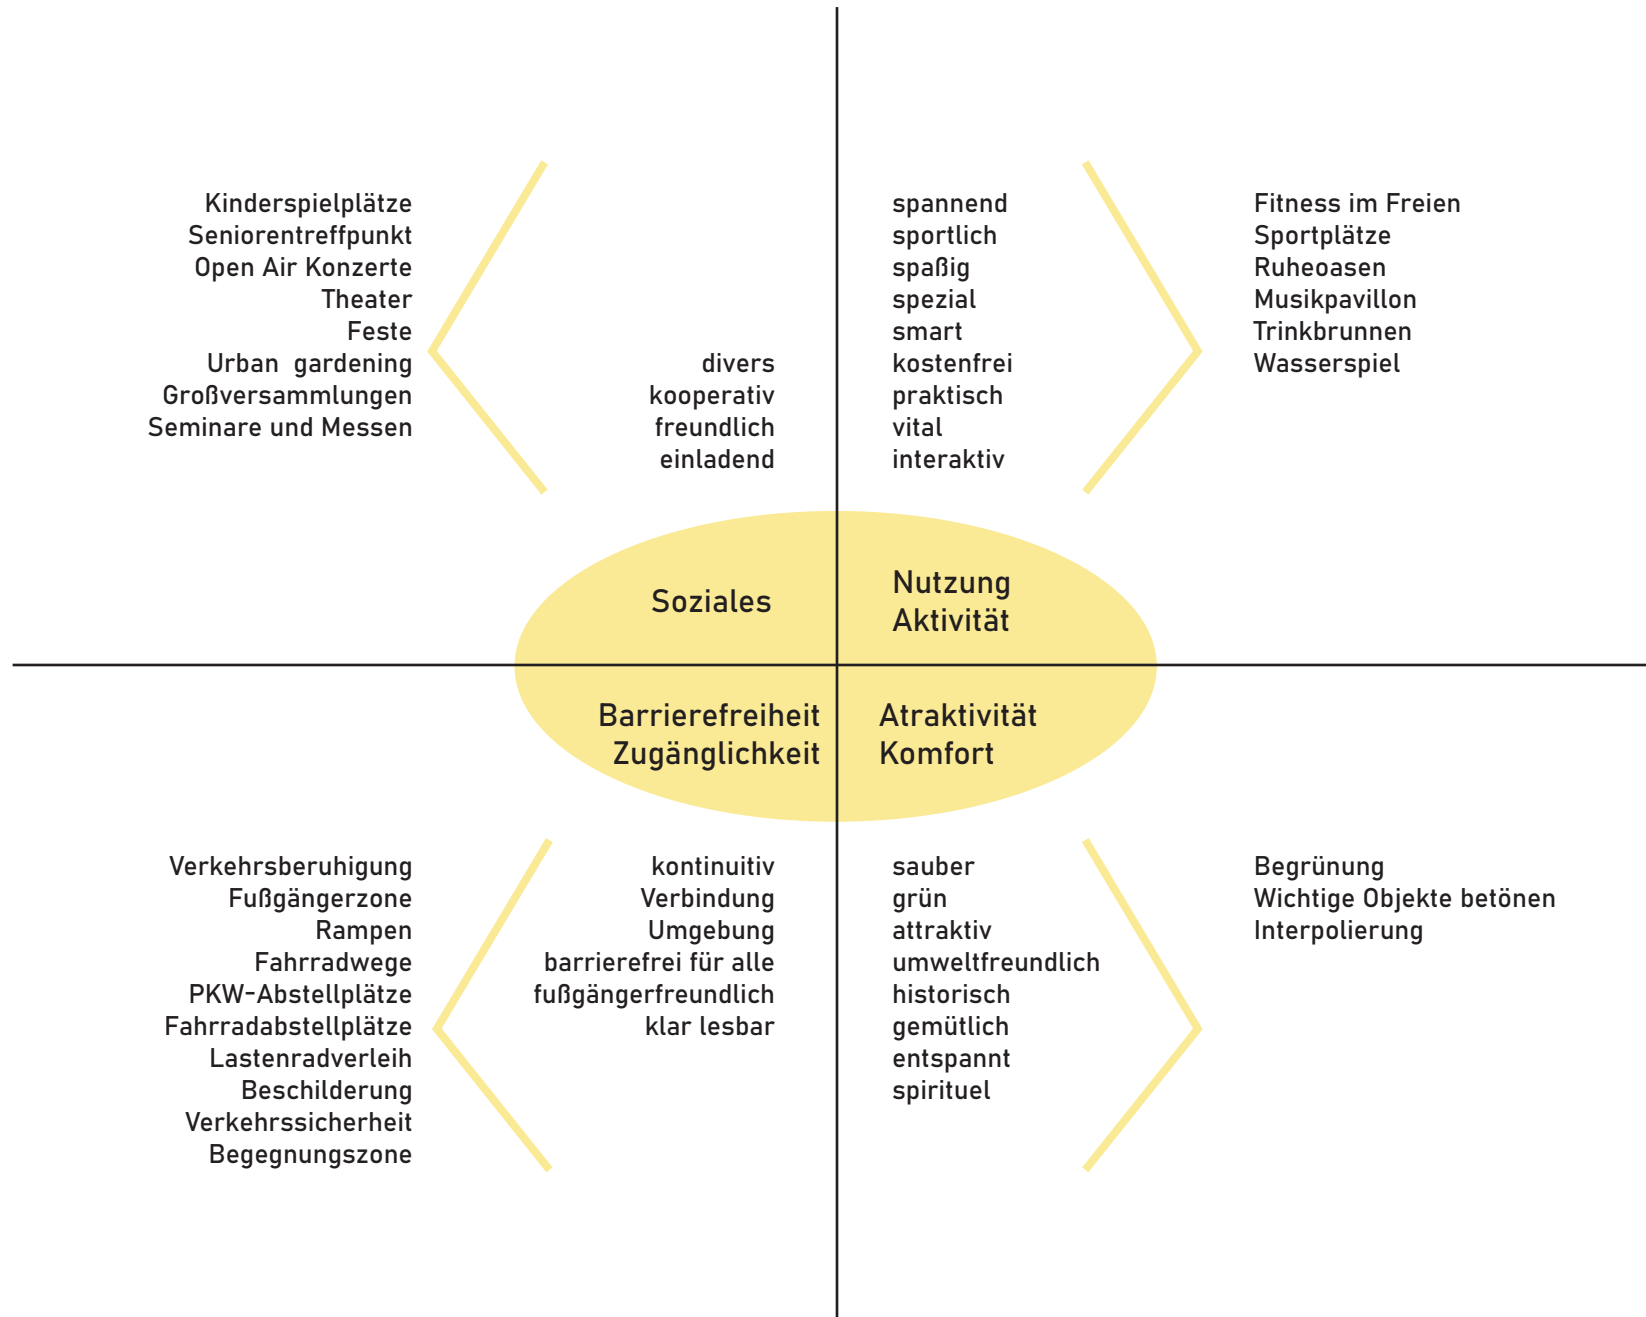 Kinderspielplätze
Seniorentreffpunkt
Open Air Konzerte
Theater
Feste
Urban  gardening
Großversammlungen
Seminare und Messen
divers
kooperativ
freundlich
einladend
spannend
sportlich
spaßig
spezial
smart
kostenfrei
praktisch
vital
interaktiv
Fitness im Freien
Sportplätze
Ruheoasen
Musikpavillon
Trinkbrunnen
Wasserspiel
Soziales
Nutzung
Aktivität
Barrierefreiheit
Zugänglichkeit
Atraktivität
Komfort
Verkehrsberuhigung
Fußgängerzone
Rampen
Fahrradwege
PKW-Abstellplätze
Fahrradabstellplätze
Lastenradverleih
Beschilderung
Verkehrssicherheit
Begegnungszone
kontinuitiv
Verbindung
Umgebung
barrierefrei für alle
fußgängerfreundlich
klar lesbar
sauber
grün
attraktiv
umweltfreundlich
historisch
gemütlich
entspannt
spirituel
Begrünung
Wichtige Objekte betönen
Interpolierung